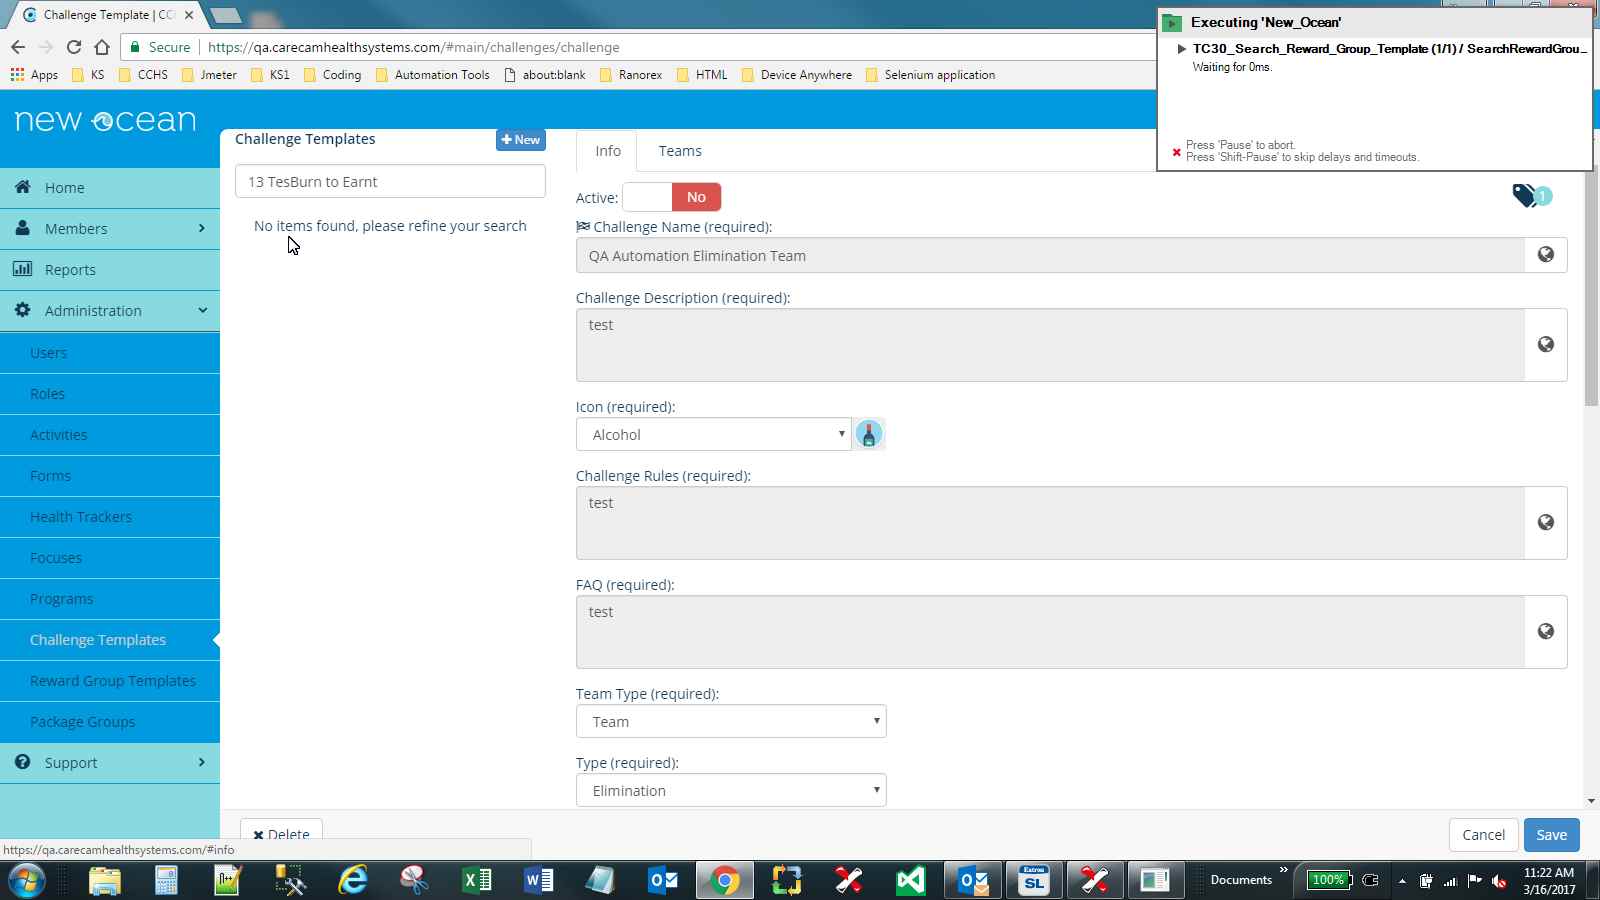 Challenge Template | CC
Secure
https://qa.carecamhealthsystems.com/#main/challenges/challenge
Apps
KS
CCHS
Jmeter
KS1
Coding
Automation Tools
about:blank
Ranorex
HTML
Device Anywhere
Selenium application
Executing 'New_Ocean'
TC30_Search_Reward_Group_Template (1/1) / SearchRewardGrou...
Waiting for 0ms.
Press 'Pause' to abort.
Press 'Shift-Pause' to skip delays and timeouts.
new ocean
Home
Members
Reports
Administration
Users
Roles
Activities
Forms
Health Trackers
Focuses
Programs
Challenge Templates
Reward Group Templates
Package Groups
Support
Challenge Templates
+ New
13 TesBurn to Earnt
No items found, please refine your search
Info
Teams
Active:
No
1
Challenge Name (required):
QA Automation Elimination Team
Challenge Description (required):
test
Icon (required):
Alcohol
Challenge Rules (required):
test
FAQ (required):
test
Team Type (required):
Team
Type (required):
Elimination
Delete
Cancel
Save
https://qa.carecamhealthsystems.com/#info
Documents
100%
11:22 AM
3/16/2017